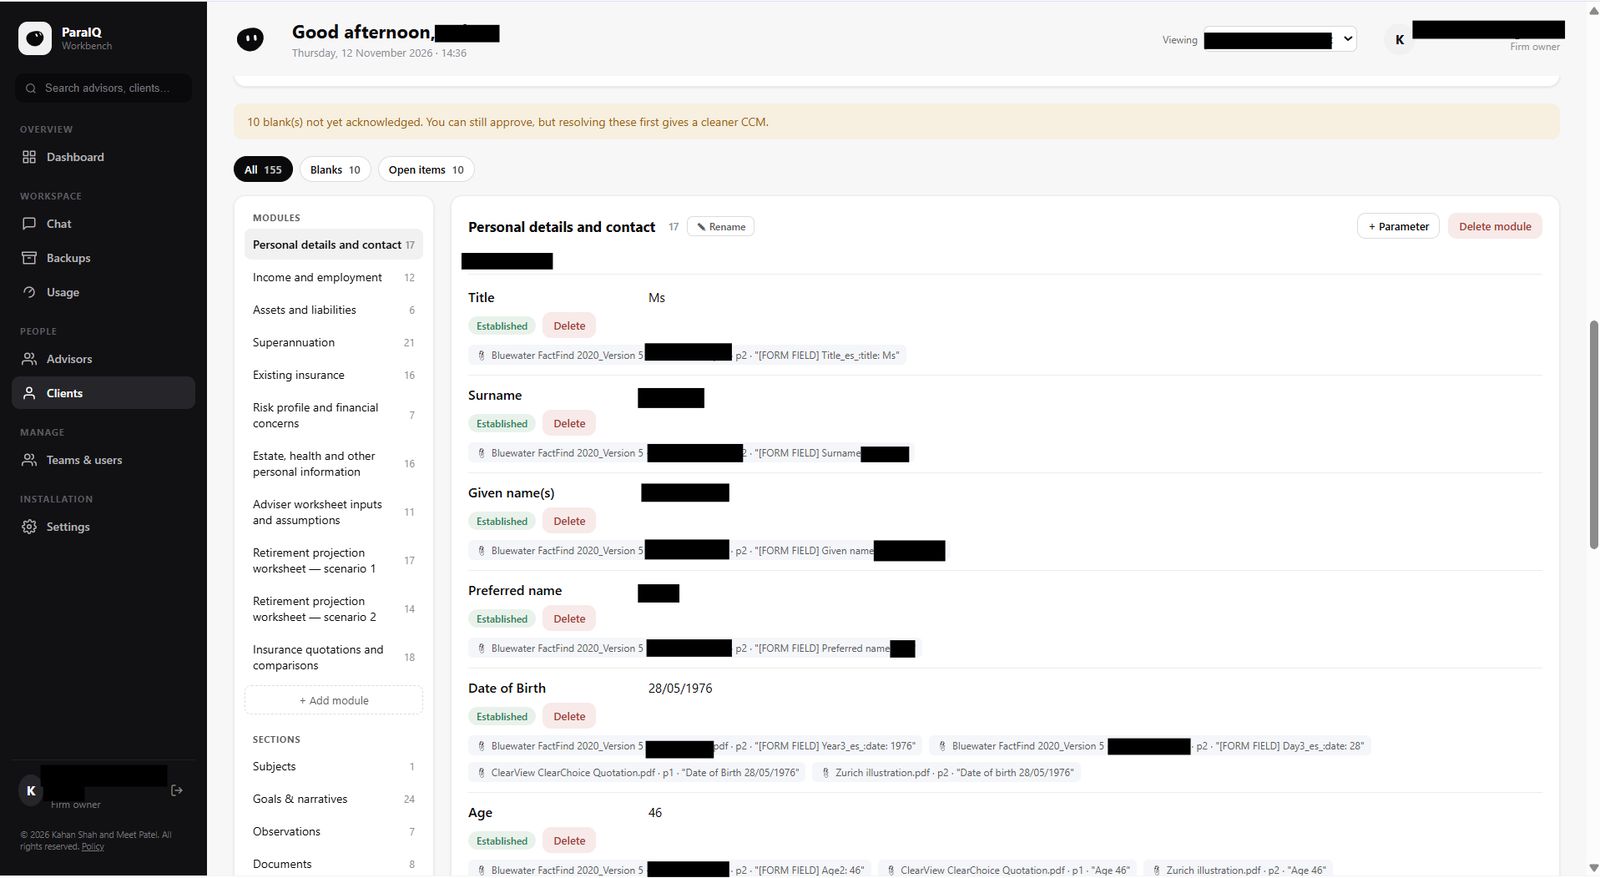 ParaIQ
Workbench
Search advisors, clients...
OVERVIEW
Dashboard
WORKSPACE
Chat
Backups
Usage
PEOPLE
Advisors
Clients
MANAGE
Teams & users
INSTALLATION
Settings
K
Firm owner
© 2026 Kahan Shah and Meet Patel. All
rights reserved. Policy
Good afternoon,
Thursday, 12 November 2026 · 14:36
Viewing
K
Firm owner
10 blank(s) not yet acknowledged. You can still approve, but resolving these first gives a cleaner CCM.
All 155 Blanks 10 Open items 10
MODULES
Personal details and contact 17
Income and employment 12
Assets and liabilities 6
Superannuation 21
Existing insurance 16
Risk profile and financial
concerns 7
Estate, health and other
personal information 16
Adviser worksheet inputs
and assumptions 11
Retirement projection
worksheet — scenario 1 17
Retirement projection
worksheet — scenario 2 14
Insurance quotations and
comparisons 18
+ Add module
SECTIONS
Subjects 1
Goals & narratives 24
Observations 7
Documents 8
Personal details and contact 17 Rename + Parameter Delete module
Title Ms
Established Delete
Bluewater FactFind 2020_Version 5 p2 · "[FORM FIELD] Title_es_:title: Ms"
Surname
Established Delete
Bluewater FactFind 2020_Version 5 2 · "[FORM FIELD] Surname
Given name(s)
Established Delete
Bluewater FactFind 2020_Version 5 · p2 · "[FORM FIELD] Given name
Preferred name
Established Delete
Bluewater FactFind 2020_Version 5 p2 · "[FORM FIELD] Preferred name
Date of Birth 28/05/1976
Established Delete
Bluewater FactFind 2020_Version 5 pdf · p2 · "[FORM FIELD] Year3_es_:date: 1976" Bluewater FactFind 2020_Version 5 · p2 · "[FORM FIELD] Day3_es_:date: 28"
ClearView ClearChoice Quotation.pdf · p1 · "Date of Birth 28/05/1976" Zurich illustration.pdf · p2 · "Date of birth 28/05/1976"
Age 46
Established Delete
Bluewater FactFind 2020_Version 5 · p2 · "[FORM FIELD] Age2: 46" ClearView ClearChoice Quotation.pdf · p1 · "Age 46" Zurich illustration.pdf · p2 · "Age 46"